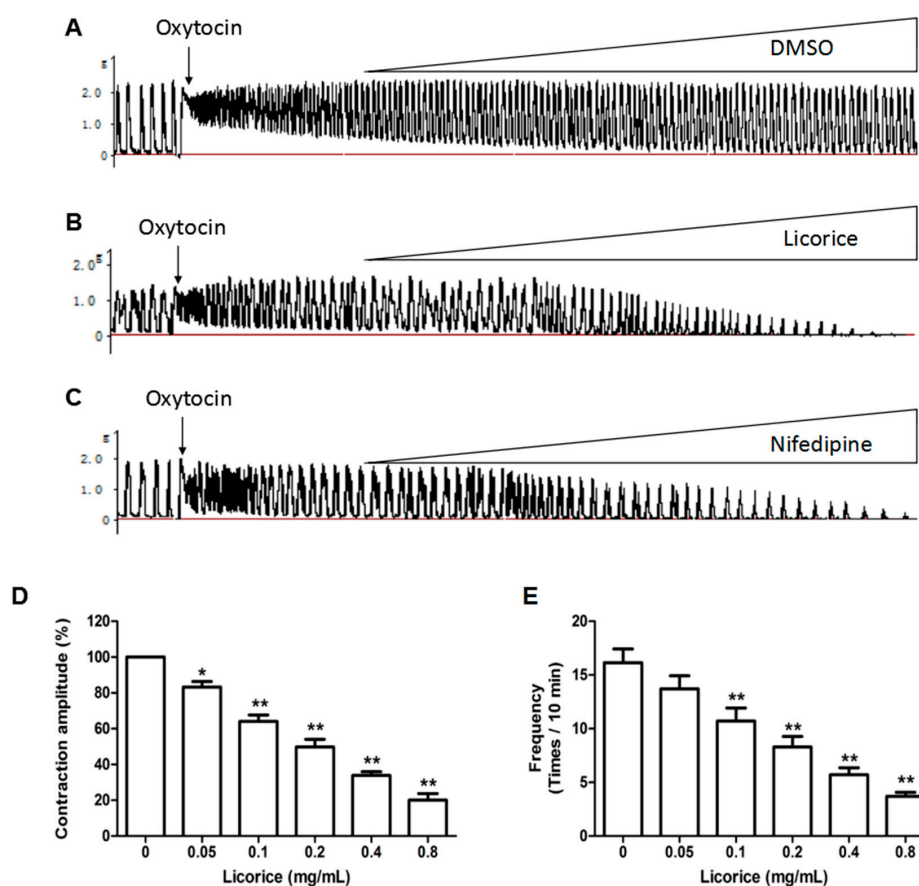 A
Oxytocin
DMSO
2.0
1.0
0
B
Oxytocin
Licorice
2.0
1.0
0
C
Oxytocin
Nifedipine
2.0
1.0
0
D
Contraction amplitude (%)
120
100
80
60
40
20
0
*
**
**
**
**
0 0.05 0.1 0.2 0.4 0.8
Licorice (mg/mL)
E
Frequency
(Times / 10 min)
20
15
10
5
0
**
**
**
**
0 0.05 0.1 0.2 0.4 0.8
Licorice (mg/mL)